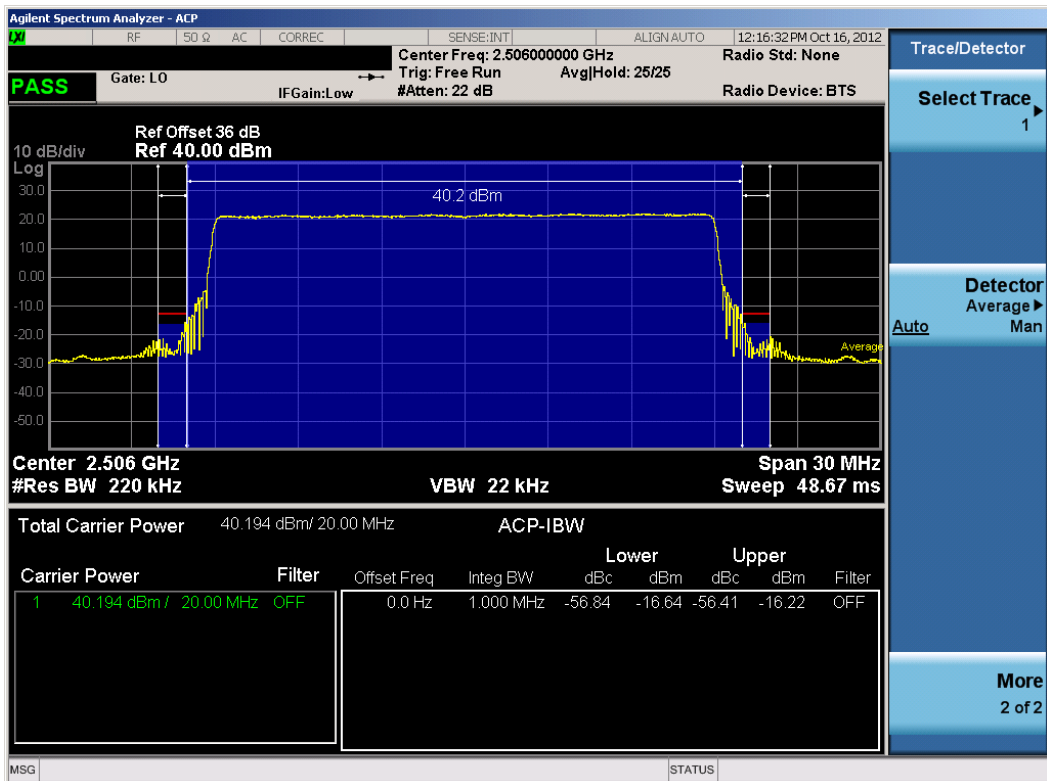 Agilent Spectrum Analyzer - ACP
LXI RF 50 Ω AC CORREC SENSE:INT ALIGN AUTO 12:16:32 PM Oct 16, 2012
Center Freq: 2.506000000 GHz Radio Std: None
PASS Gate: LO Trig: Free Run Avg|Hold: 25/25
IFGain:Low #Atten: 22 dB Radio Device: BTS
Trace/Detector
Select Trace
1
Detector
Average
Auto Man
More
2 of 2
Ref Offset 36 dB
10 dB/div Ref 40.00 dBm
Log
30.0
20.0
10.0
0.00
-10.0
-20.0
-30.0
-40.0
-50.0
40.2 dBm
Average
Center 2.506 GHz Span 30 MHz
#Res BW 220 kHz VBW 22 kHz Sweep 48.67 ms
Total Carrier Power 40.194 dBm/ 20.00 MHz ACP-IBW
Lower Upper
Carrier Power Filter Offset Freq Integ BW dBc dBm dBc dBm Filter
1 40.194 dBm / 20.00 MHz OFF 0.0 Hz 1.000 MHz -56.84 -16.64 -56.41 -16.22 OFF
MSG STATUS